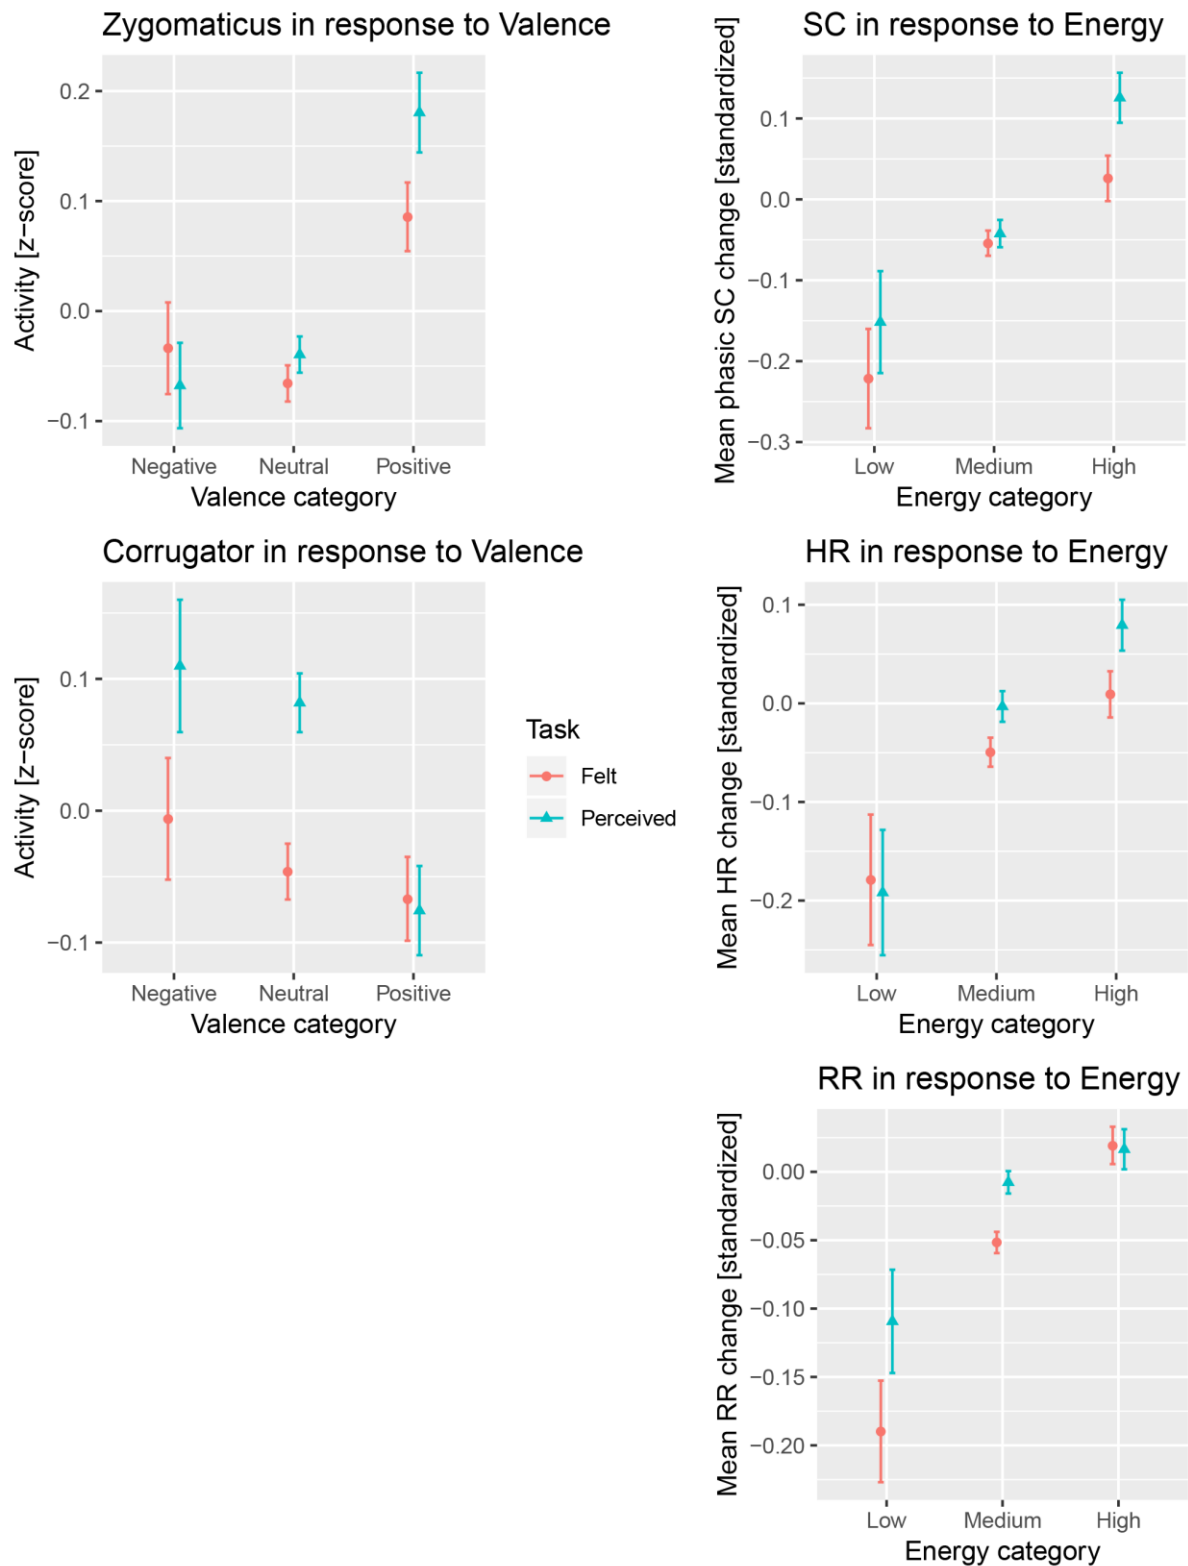 Zygomaticus in response to Valence
Activity [z−score]
0.2
0.1
0.0
−0.1
Negative Neutral Positive
Valence category
SC in response to Energy
Mean phasic SC change [standardized]
0.1
0.0
−0.1
−0.2
−0.3
Low Medium High
Energy category
Corrugator in response to Valence
Activity [z−score]
0.1
0.0
−0.1
Negative Neutral Positive
Valence category
Task
Felt
Perceived
HR in response to Energy
Mean HR change [standardized]
0.1
0.0
−0.1
−0.2
Low Medium High
Energy category
RR in response to Energy
Mean RR change [standardized]
0.00
−0.05
−0.10
−0.15
−0.20
Low Medium High
Energy category